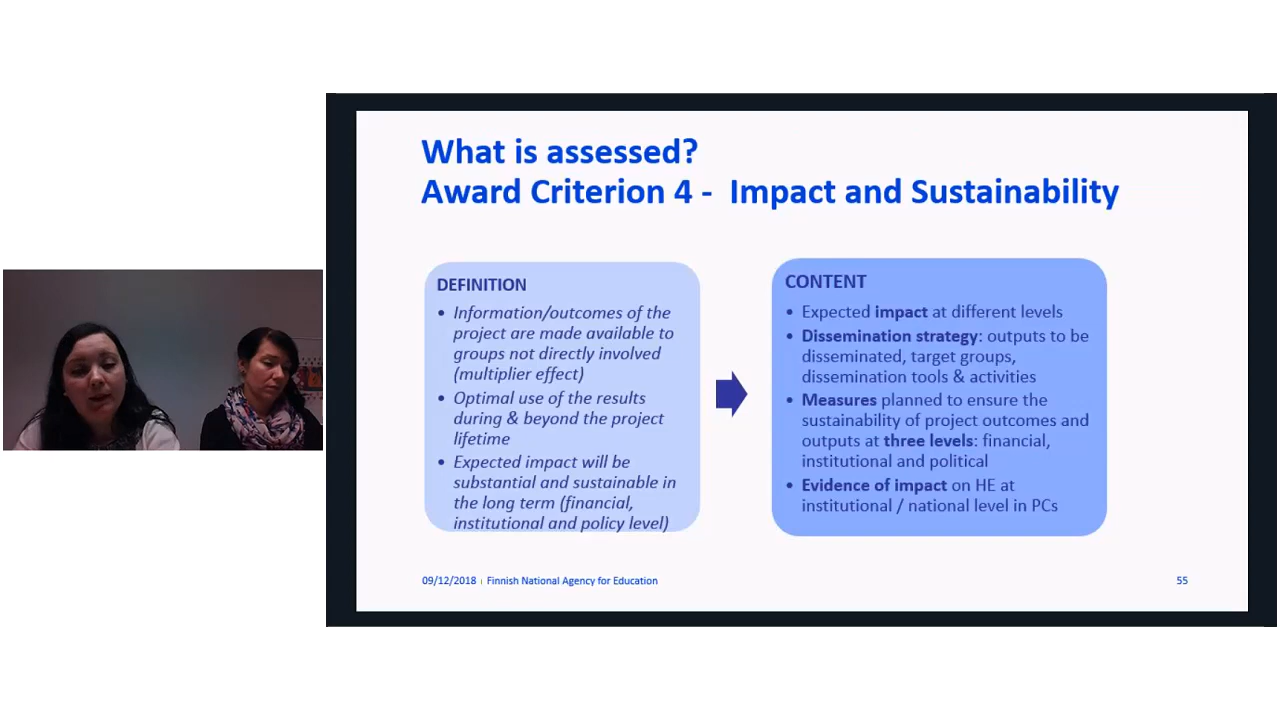 What is assessed?
Award Criterion 4 - Impact and Sustainability
DEFINITION
• Information/outcomes of the
project are made available to
groups not directly involved
(multiplier effect)
• Optimal use of the results
during & beyond the project
lifetime
• Expected impact will be
substantial and sustainable in
the long term (financial,
institutional and policy level)
CONTENT
• Expected impact at different levels
• Dissemination strategy: outputs to be
disseminated, target groups,
dissemination tools & activities
• Measures planned to ensure the
sustainability of project outcomes and
outputs at three levels: financial,
institutional and political
• Evidence of impact on HE at
institutional / national level in PCs
09/12/2018 | Finnish National Agency for Education
55